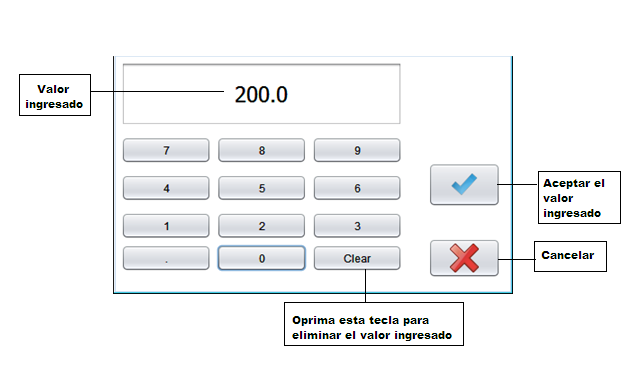 Valor
ingresado
200.0
7 8 9
4 5 6
1 2 3
. 0 Clear
Aceptar el
valor
ingresado
Cancelar
Oprima esta tecla para
eliminar el valor ingresado